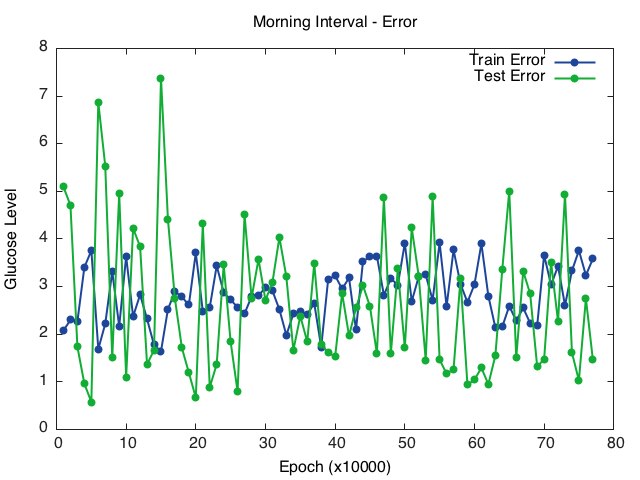 Morning Interval - Error
Train Error
Test Error
8
7
6
5
4
3
2
1
0
Glucose Level
0 10 20 30 40 50 60 70 80
Epoch (x10000)